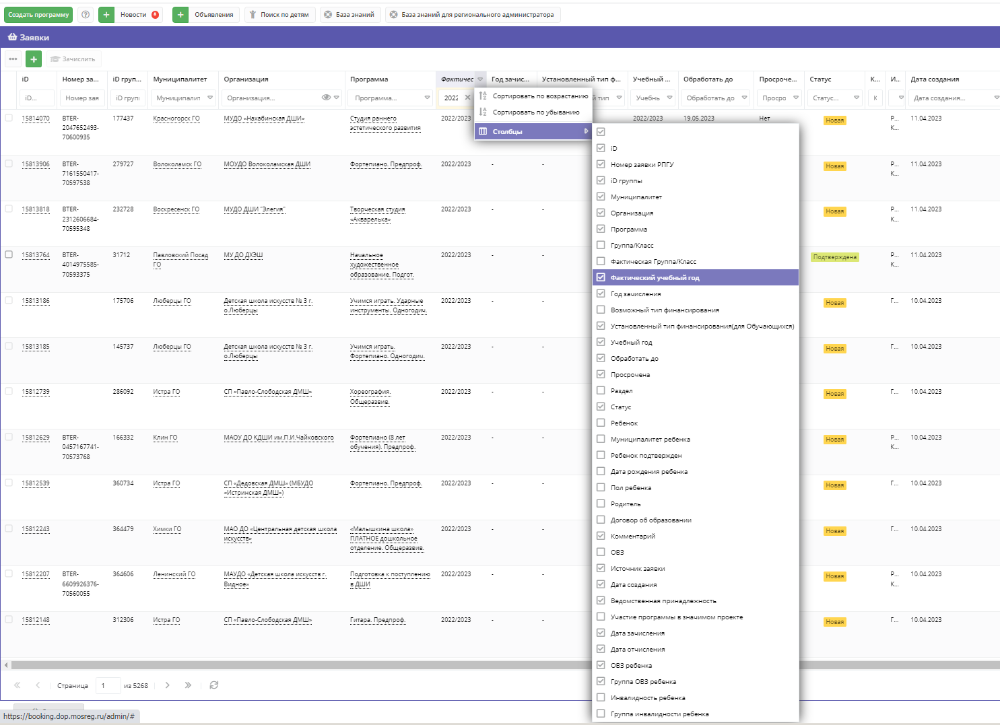 Создать программу
Новости
Объявления
Поиск по детям
База знаний
База знаний для регионального администратора
Заявки
Зачислить
iD
Номер за...
iD груп...
Муниципалитет
Организация
Программа
Фактичес
Год зачис...
Установленный тип ф...
Учебный ...
Обработать до
Просроче...
Статус
К...
И...
Дата создания
iD...
Номер зая
iD групı
Муниципалит
Организация...
Программа...
2022
й тип
Учебнь
Обработать до
Просро
Статус...
К
Дата создания...
Сортировать по возрастанию
Сортировать по убыванию
Столбцы
iD
Номер заявки РПГУ
iD группы
Муниципалитет
Организация
Программа
Группа/Класс
Фактическая Группа/Класс
Фактический учебный год
Год зачисления
Возможный тип финансирования
Установленный тип финансирования(для Обучающихся)
Учебный год
Обработать до
Просрочена
Раздел
Статус
Ребенок
Муниципалитет ребенка
Ребенок подтвержден
Дата рождения ребенка
Пол ребенка
Родитель
Договор об образовании
Комментарий
ОВЗ
Источник заявки
Дата создания
Ведомственная принадлежность
Участие программы в значимом проекте
Дата зачисления
Дата отчисления
ОВЗ ребенка
Группа ОВЗ ребенка
Инвалидность ребенка
Группа инвалидности ребенка
15814070
BTER-
2047652493-
70600935
177437
Красногорск ГО
МУДО «Нахабинская ДШИ»
Студия раннего
эстетического развития
2022/2023
2022/2023
19.05.2023
Нет
Новая
Р...
К...
11.04.2023
15813906
BTER-
7161550417-
70597538
279727
Волоколамск ГО
МОУДО Волоколамская ДШИ
Фортепиано. Предпроф.
2022/2023
-
-
Новая
Р...
К...
11.04.2023
15813818
BTER-
2312606684-
70595348
232728
Воскресенск ГО
МУДО ДШИ "Элегия"
Творческая студия
«Акварелька»
2022/2023
-
-
Новая
Р...
К...
11.04.2023
15813764
BTER-
4014975585-
70593375
31712
Павловский Посад
ГО
МУ ДО ДХЭШ
Начальное
художественное
образование. Подгот.
2022/2023
-
-
Подтверждена
Р...
К...
11.04.2023
15813186
175706
Люберцы ГО
Детская школа искусств № 3 г.
о.Люберцы
Учимся играть. Ударные
инструменты. Одногодич.
2022/2023
-
-
Новая
Г...
10.04.2023
15813185
145737
Люберцы ГО
Детская школа искусств № 3 г.
о.Люберцы
Учимся играть.
Фортепиано. Одногодич.
2022/2023
-
-
Новая
Г...
10.04.2023
15812739
286092
Истра ГО
СП «Павло-Слободская ДМШ»
Хореография.
Общеразвив.
2022/2023
-
-
Новая
Г...
10.04.2023
15812629
BTER-
0457167741-
70573768
166332
Клин ГО
МАОУ ДО КДШИ им.П.И.Чайковского
Фортепиано (8 лет
обучения). Предпроф.
2022/2023
-
-
Новая
Р...
К...
10.04.2023
15812539
360734
Истра ГО
СП «Дедовская ДМШ» (МБУДО
«Истринская ДМШ»)
Фортепиано. Предпроф.
2022/2023
-
-
Новая
Г...
10.04.2023
15812243
364479
Химки ГО
МАО ДО «Центральная детская школа
искусств»
«Малышкина школа»
ПЛАТНОЕ дошкольное
отделение. Общеразвив.
2022/2023
-
-
Новая
Г...
10.04.2023
15812207
BTER-
6609926376-
70560055
364606
Ленинский ГО
МАУДО «Детская школа искусств г.
Видное»
Подготовка к поступлению
в ДШИ
2022/2023
-
-
Новая
Р...
К...
10.04.2023
15812148
312306
Истра ГО
СП «Павло-Слободская ДМШ»
Гитара. Предпроф.
2022/2023
-
-
Новая
Г...
10.04.2023
Страница
1
из 5268
https://booking.dop.mosreg.ru/admin/#